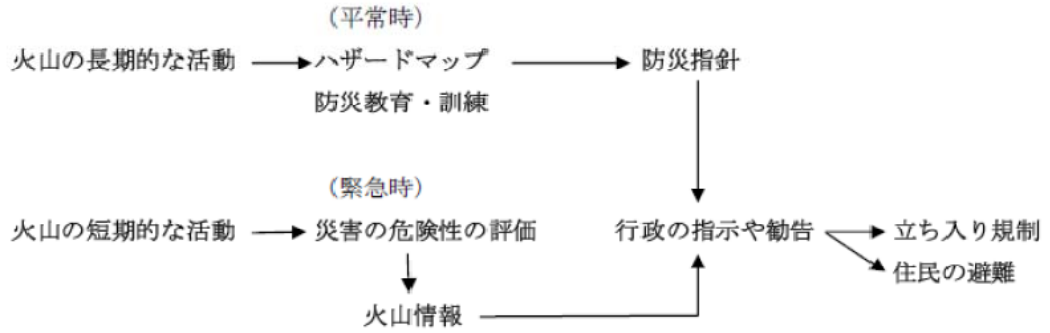 （平常時）
火山の長期的な活動 ハザードマップ 防災指針
防災教育・訓練
（緊急時）
火山の短期的な活動 災害の危険性の評価 行政の指示や勧告 立ち入り規制
住民の避難
火山情報